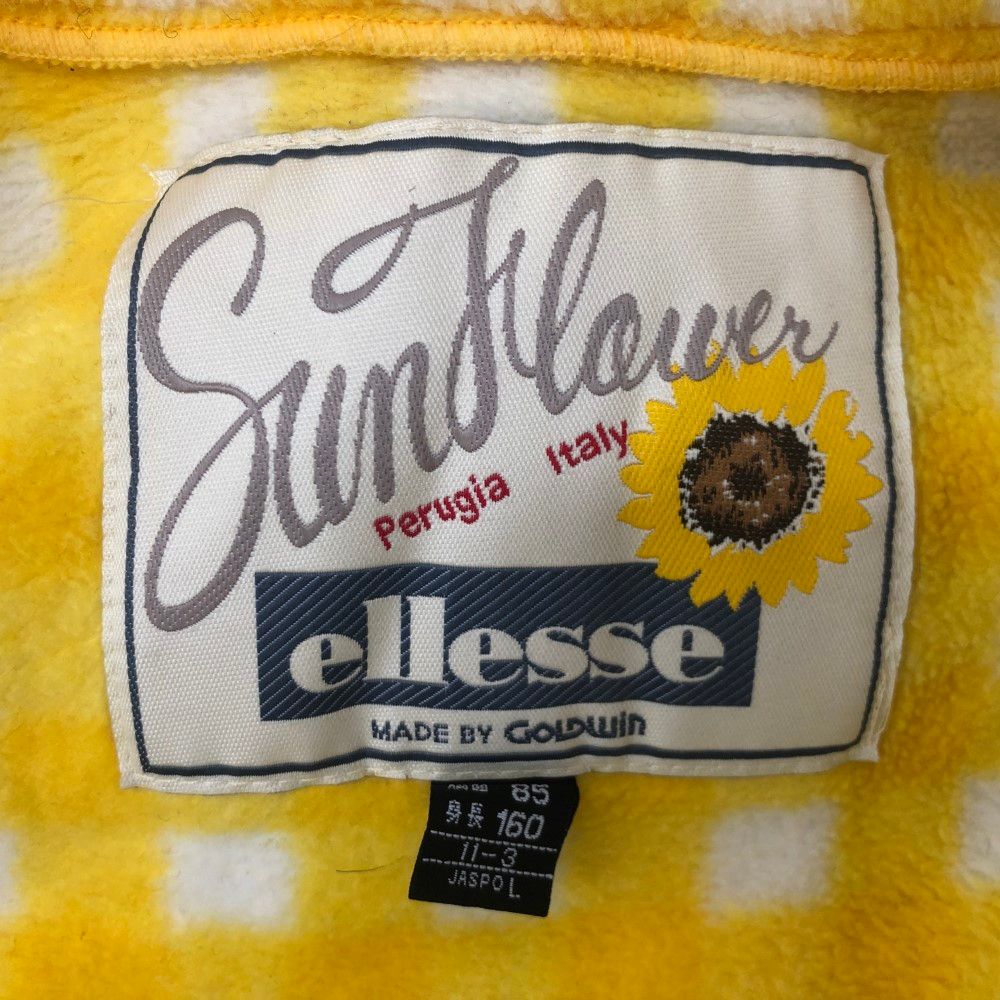 SunFlower
Perugia Italy
ellesse
MADE BY GOLDWIN
85
身長 160
11-3
JASPO L